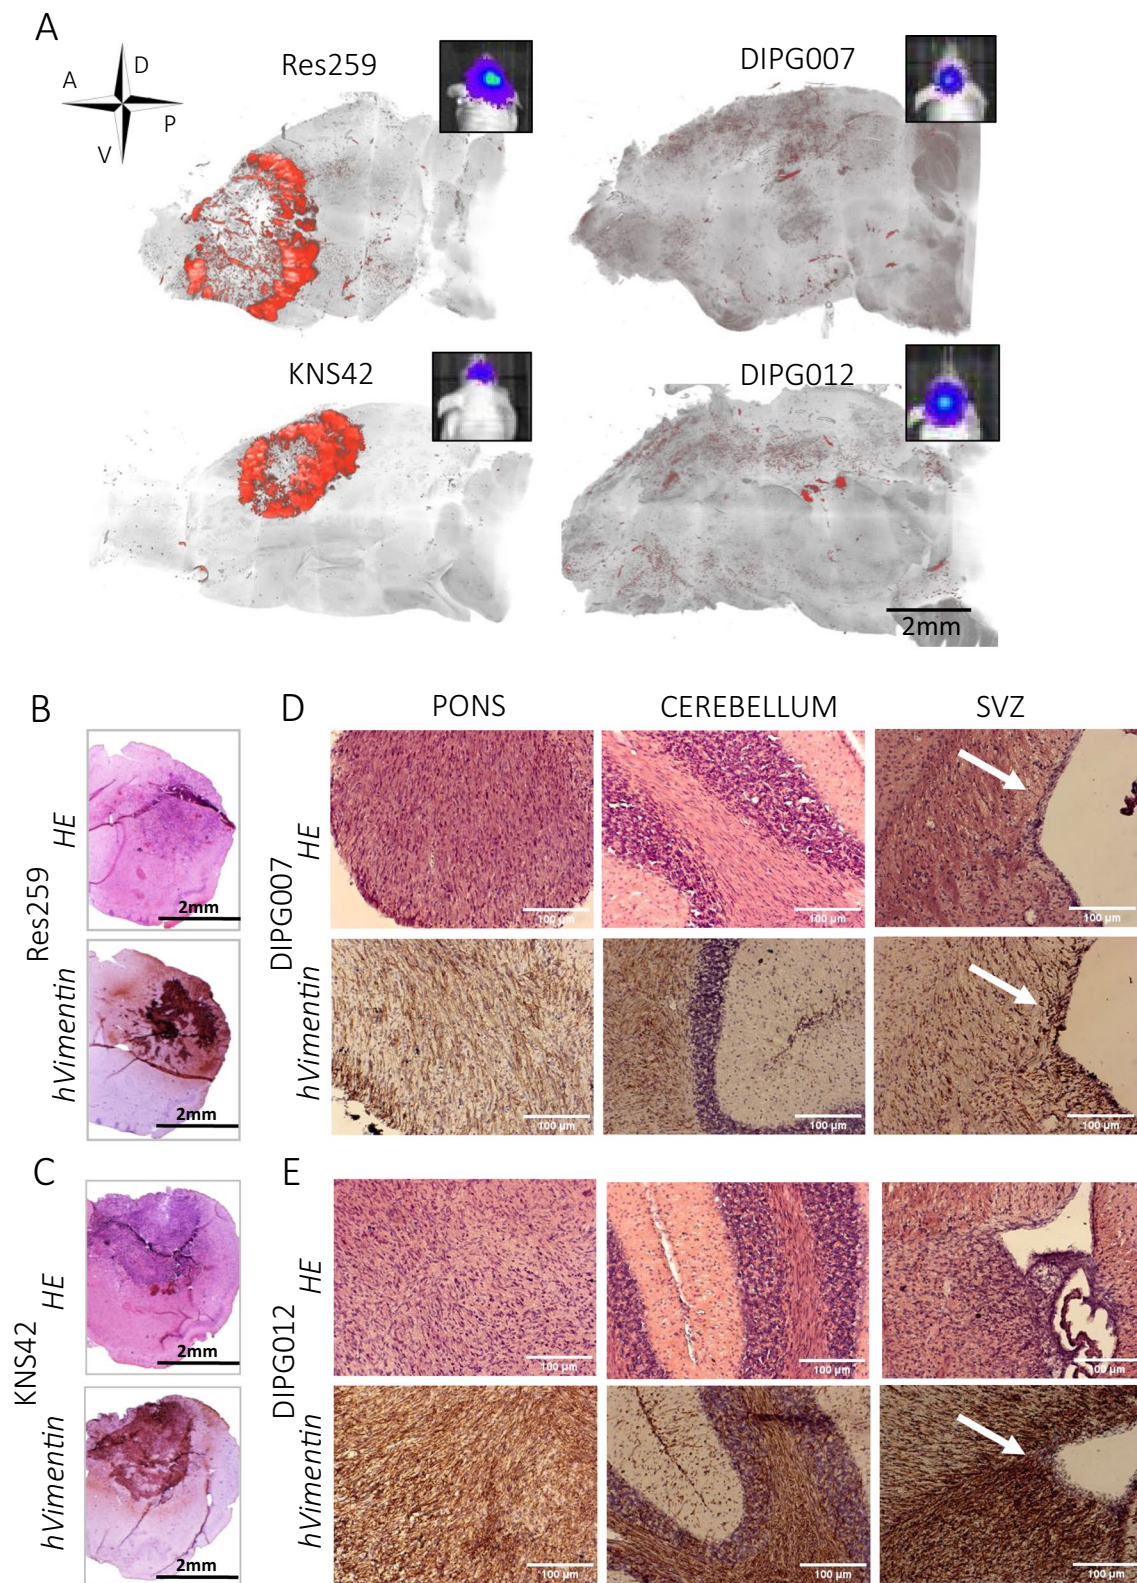 A
A
D
P
V
Res259
DIPG007
KNS42
DIPG012
2mm
B
Res259
HE
2mm
hVimentin
2mm
C
KNS42
HE
2mm
hVimentin
2mm
D
PONS
CEREBELLUM
SVZ
DIPG007
HE
100 µm
100 µm
100 µm
hVimentin
100 µm
100 µm
100 µm
E
DIPG012
HE
100 µm
100 µm
100 µm
hVimentin
100 µm
100 µm
100 µm